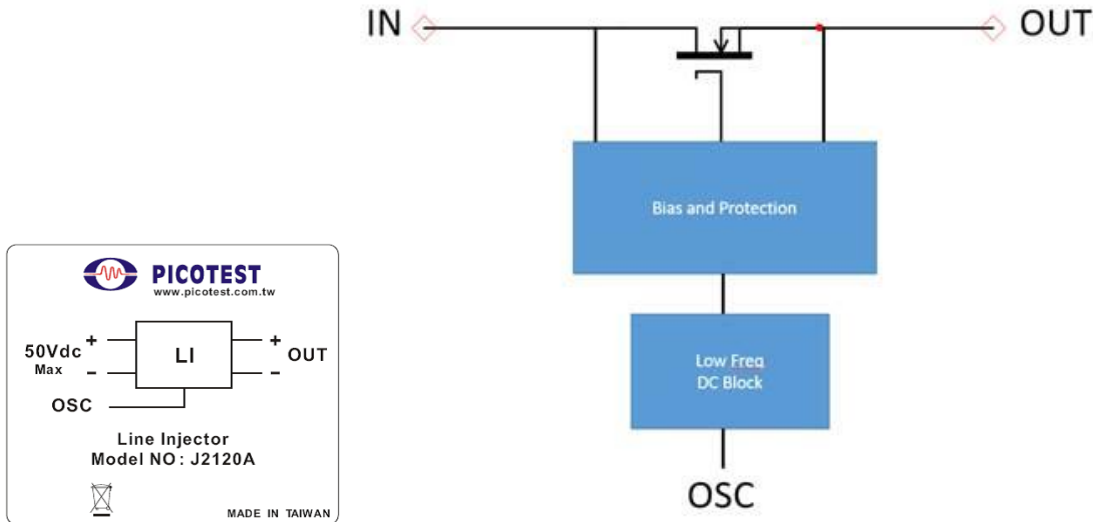 IN
OUT
Bias and Protection
Low Freq
DC Block
OSC
PICOTEST
www.picotest.com.tw
50Vdc
Max
+
-
LI
+
-
OUT
OSC
Line Injector
Model NO : J2120A
MADE IN TAIWAN